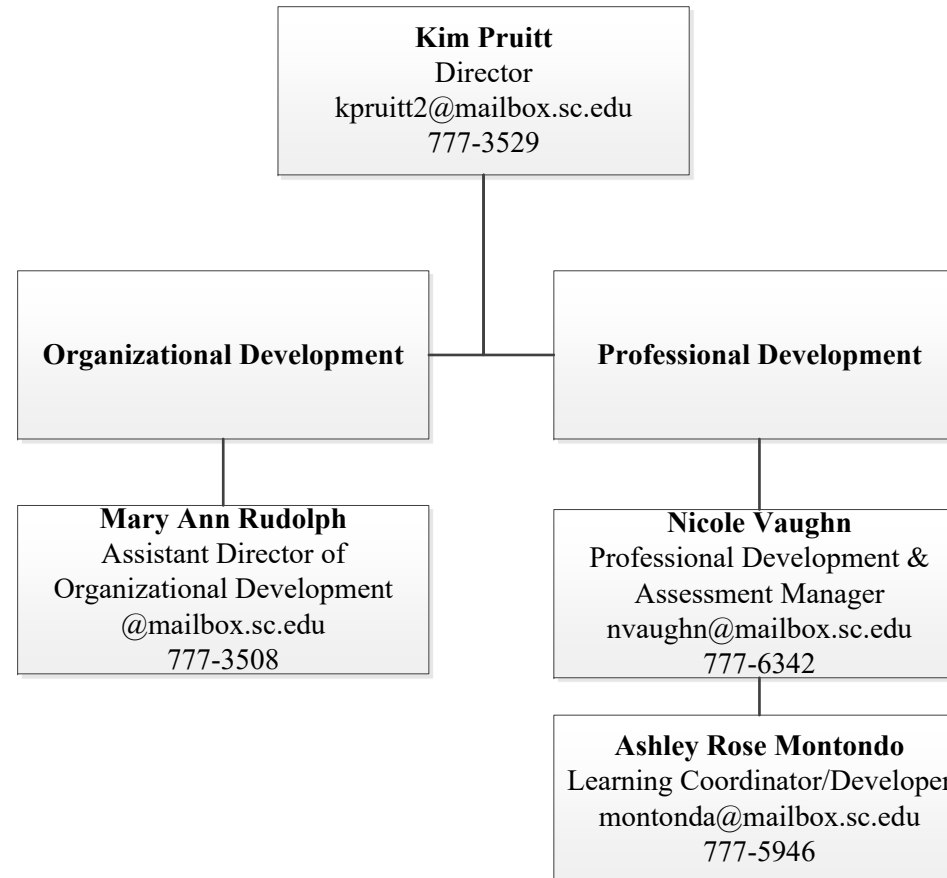 Kim Pruitt
Director
kpruitt2@mailbox.sc.edu
777-3529
Organizational Development
Professional Development
Mary Ann Rudolph
Assistant Director of
Organizational Development
@mailbox.sc.edu
777-3508
Nicole Vaughn
Professional Development &
Assessment Manager
nvaughn@mailbox.sc.edu
777-6342
Ashley Rose Montondo
Learning Coordinator/Developer
montonda@mailbox.sc.edu
777-5946